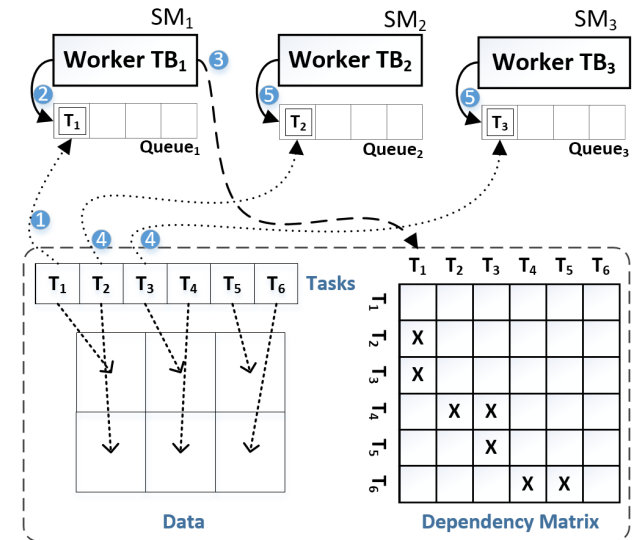 SM1 SM2 SM3
Worker TB1 Worker TB2 Worker TB3
3
2 5 5
T1 T2 T3
Queue1 Queue2 Queue3
1 4 4
T1 T2 T3 T4 T5 T6 Tasks
T1 T2 T3 T4 T5 T6
T1
T2 X
T3 X
T4 X X
T5 X
T6 X X
Data Dependency Matrix